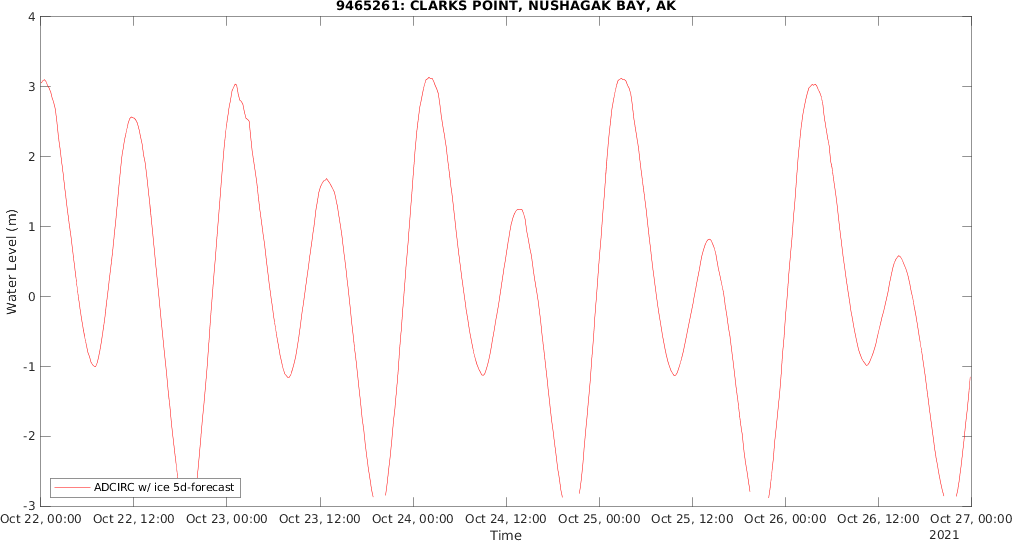 9465261: CLARKS POINT, NUSHAGAK BAY, AK
4
3
2
1
0
-1
-2
-3
Water Level (m)
ADCIRC w/ ice 5d-forecast
Oct 22, 00:00 Oct 22, 12:00 Oct 23, 00:00 Oct 23, 12:00 Oct 24, 00:00 Oct 24, 12:00 Oct 25, 00:00 Oct 25, 12:00 Oct 26, 00:00 Oct 26, 12:00 Oct 27, 00:00
Time
2021